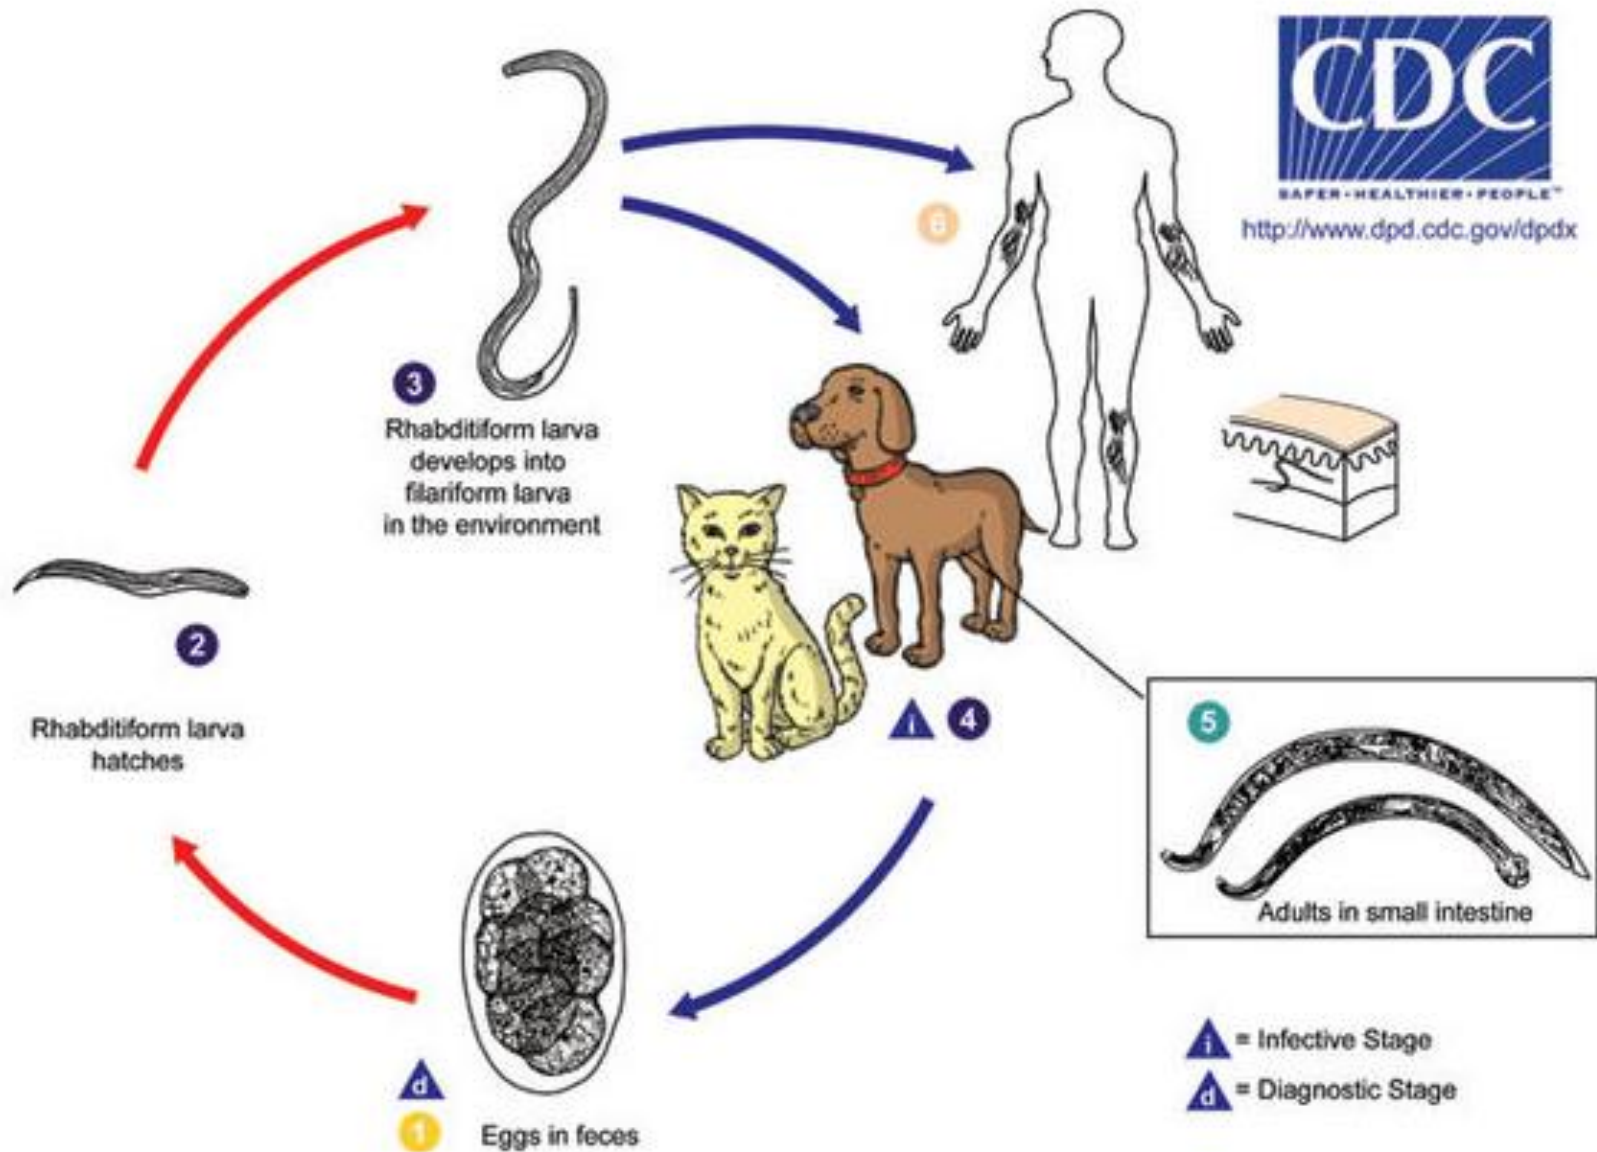 CDC
SAFER • HEALTHIER • PEOPLE™
http://www.dpd.cdc.gov/dpdx
6
3
Rhabditiform larva
develops into
filariform larva
in the environment
2
Rhabditiform larva
hatches
i 4
5
Adults in small intestine
d
1
Eggs in feces
i = Infective Stage
d = Diagnostic Stage